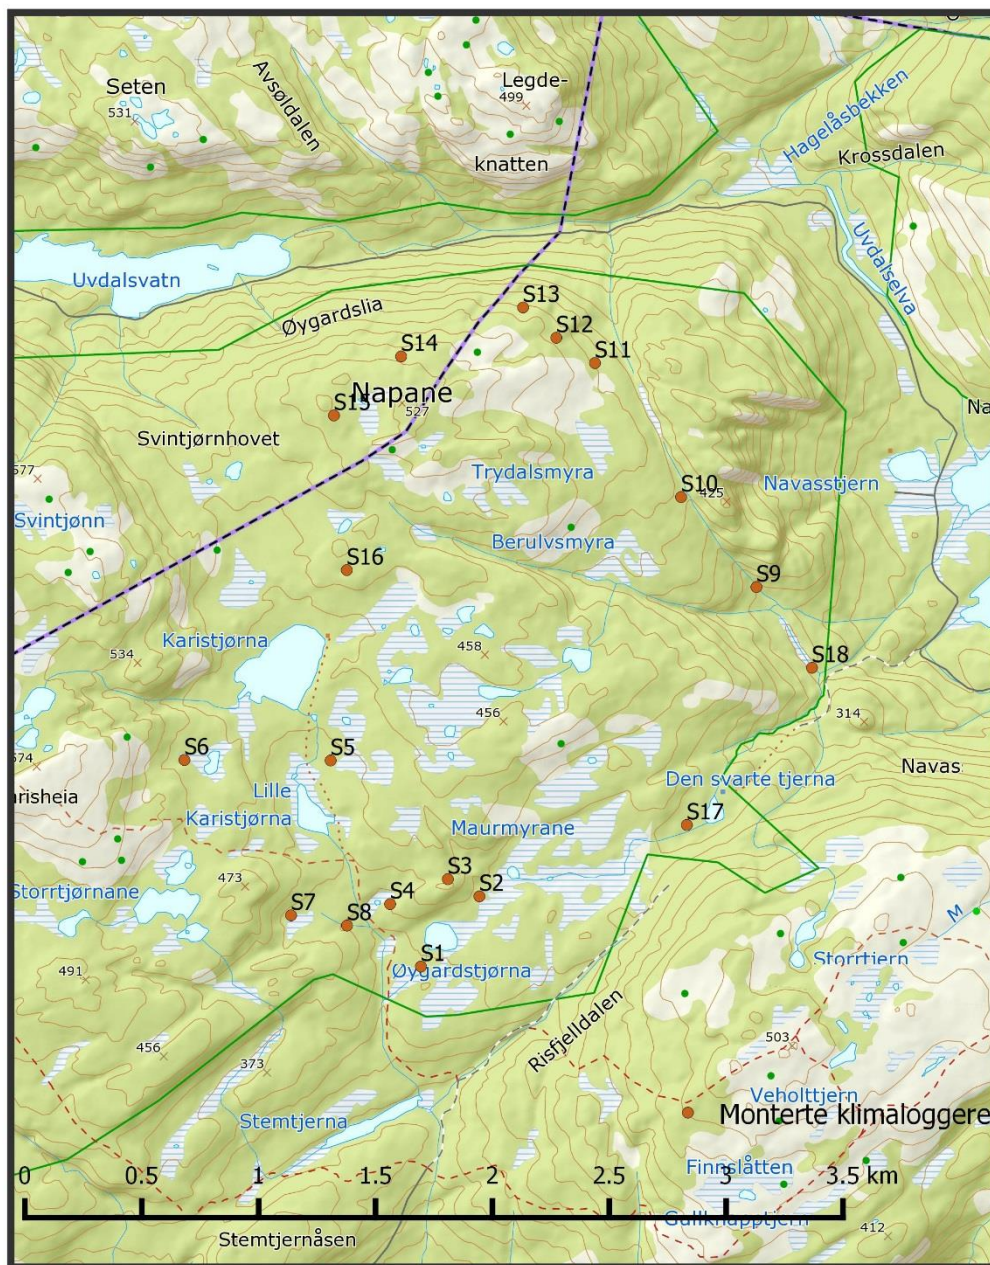 Seten
531
Avsøldalen
Legde-
499
knatten
Hagelåsbekken
Krossdalen
Uvdalselva
Uvdalsvatn
Øygardslia
S13
S12
S11
S14
Napane
527
S15
Na
Svintjørnhovet
577
Trydalsmyra
S10
425
Navasstjern
Svintjønn
Berulvsmyra
S16
S9
Karistjørna
534
458
S18
456
314
S6
S5
574
Navas
Den svarte tjerna
Lille
Karistjørna
arisheia
S17
Maurmyrane
S3
S2
473
Storrtjørnane
S4
S7
S8
M
S1
Øygardstjørna
Storrtjern
491
Risfjelldalen
503
456
373
Veholttjern
Monterte klimaloggere
Stemtjerna
Finnslåtten
0 0.5 1 1.5 2 2.5 3 3.5 km
Gullknapptjern
412
Stemtjernåsen